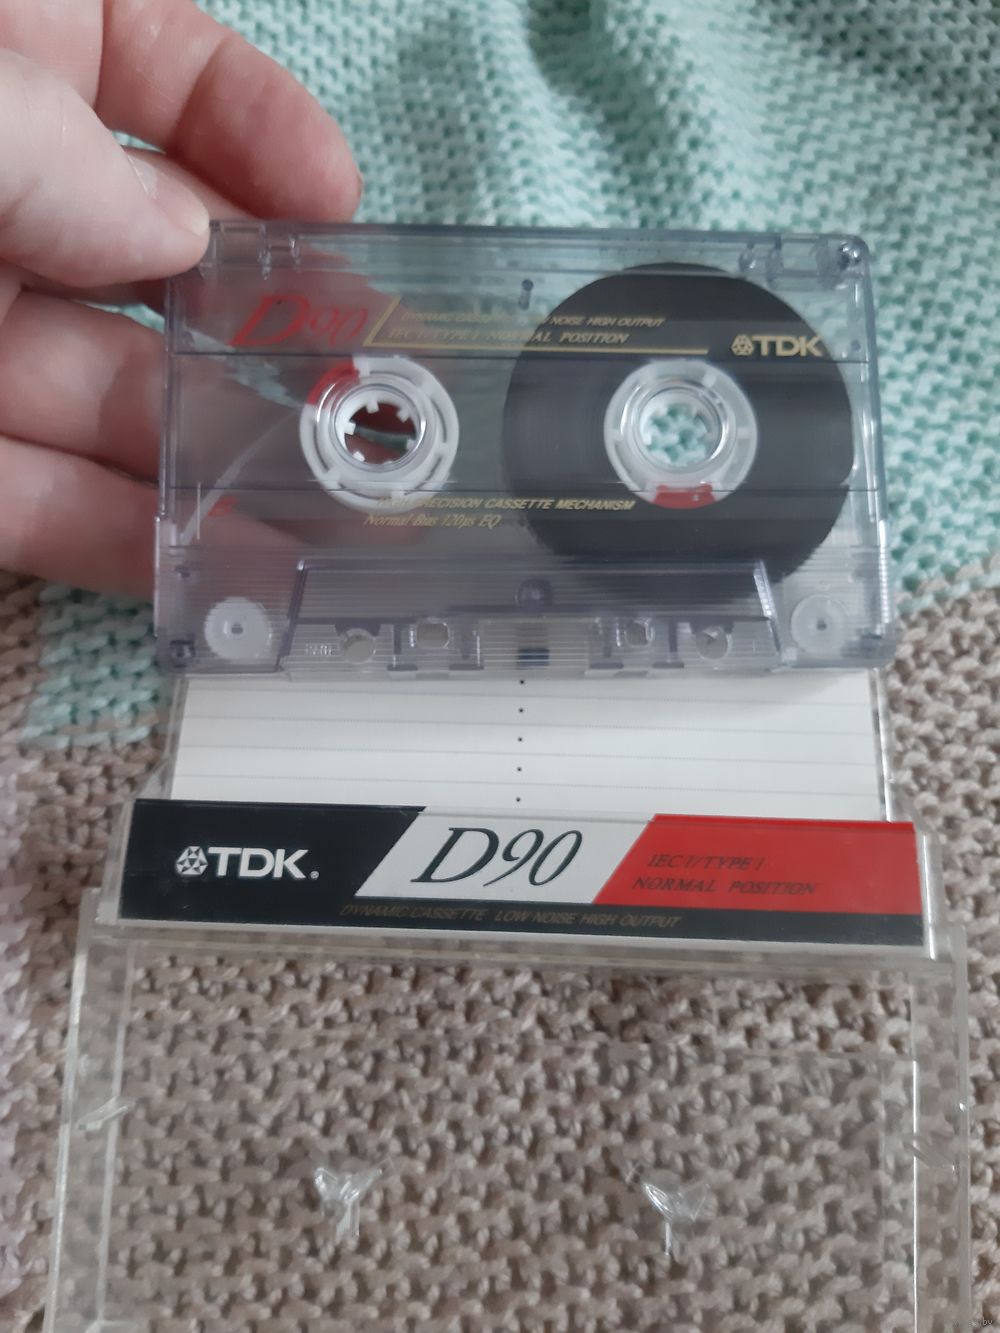 D90
DYNAMIC CASSETTE NOISE HIGH OUTPUT
IEC I/TYPE I NORMAL POSITION
TDK
PRECISION CASSETTE MECHANISM
Normal Bias 120µs EQ
TDK.
D90
IEC I/TYPE I
NORMAL POSITION
DYNAMIC CASSETTE LOW NOISE HIGH OUTPUT